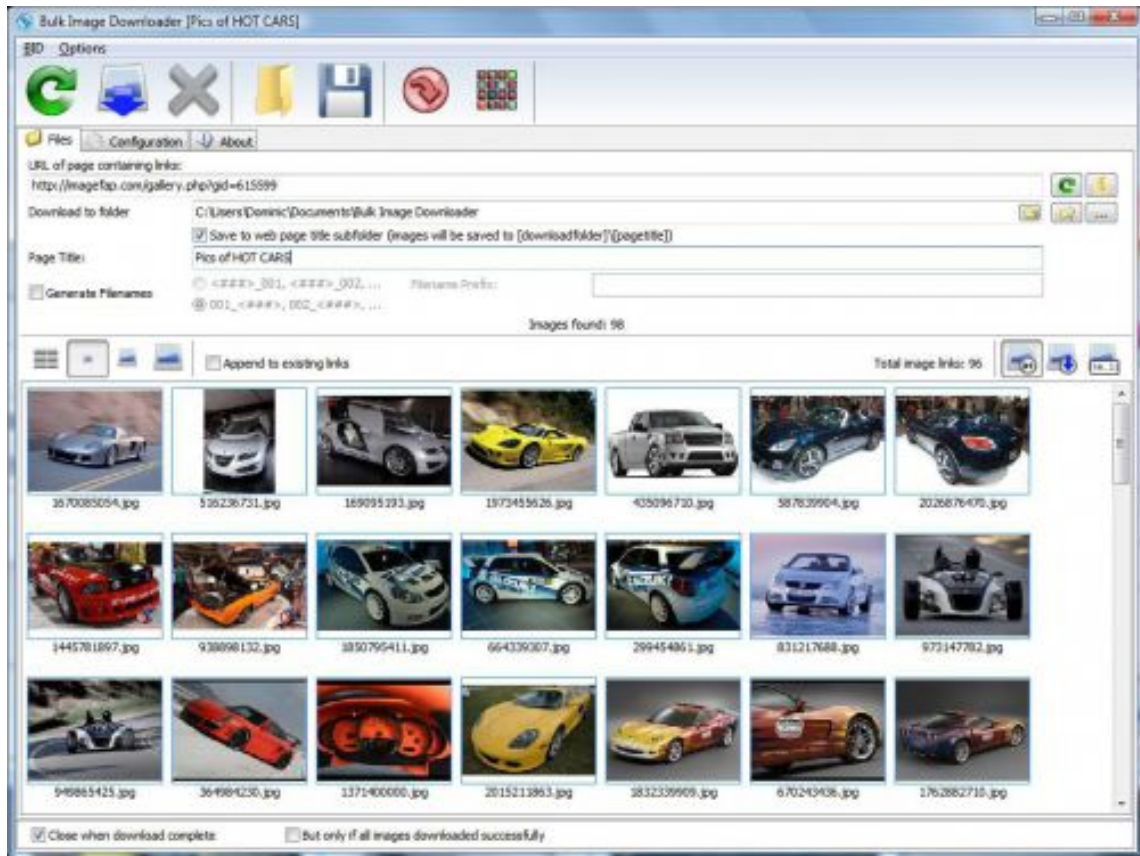 Bulk Image Downloader [Pics of HOT CARS]
BID Options
Files Configuration About
URL of page containing links:
http://imagefap.com/gallery.php?gid=615599
Download to folder C:\Users\Dominic\Documents\Bulk Image Downloader
Save to web page title subfolder (images will be saved to [downloadfolder]\[pagetitle])
Page Title: Pics of HOT CARS
Generate Filenames <###>_001, <###>_002, ... Filename Prefix:
001_<###>, 002_<###>, ...
Images found: 98
Append to existing links Total image links: 96
1670085054.jpg 516236731.jpg 169095193.jpg 1973455626.jpg 435096710.jpg 587839904.jpg 2026876470.jpg
SUZUKI
1445781897.jpg 938898132.jpg 1850795411.jpg 664339307.jpg 299454861.jpg 831217688.jpg 973147782.jpg
949865425.jpg 364984230.jpg 1371400000.jpg 2015211863.jpg 1832339909.jpg 670243436.jpg 1762882710.jpg
Close when download complete But only if all images downloaded successfully